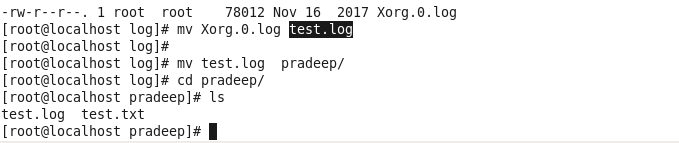 -rw-r--r--. 1 root  root    78012 Nov 16  2017 Xorg.0.log
[root@localhost log]# mv Xorg.0.log test.log
[root@localhost log]#
[root@localhost log]# mv test.log  pradeep/
[root@localhost log]# cd pradeep/
[root@localhost pradeep]# ls
test.log  test.txt
[root@localhost pradeep]#